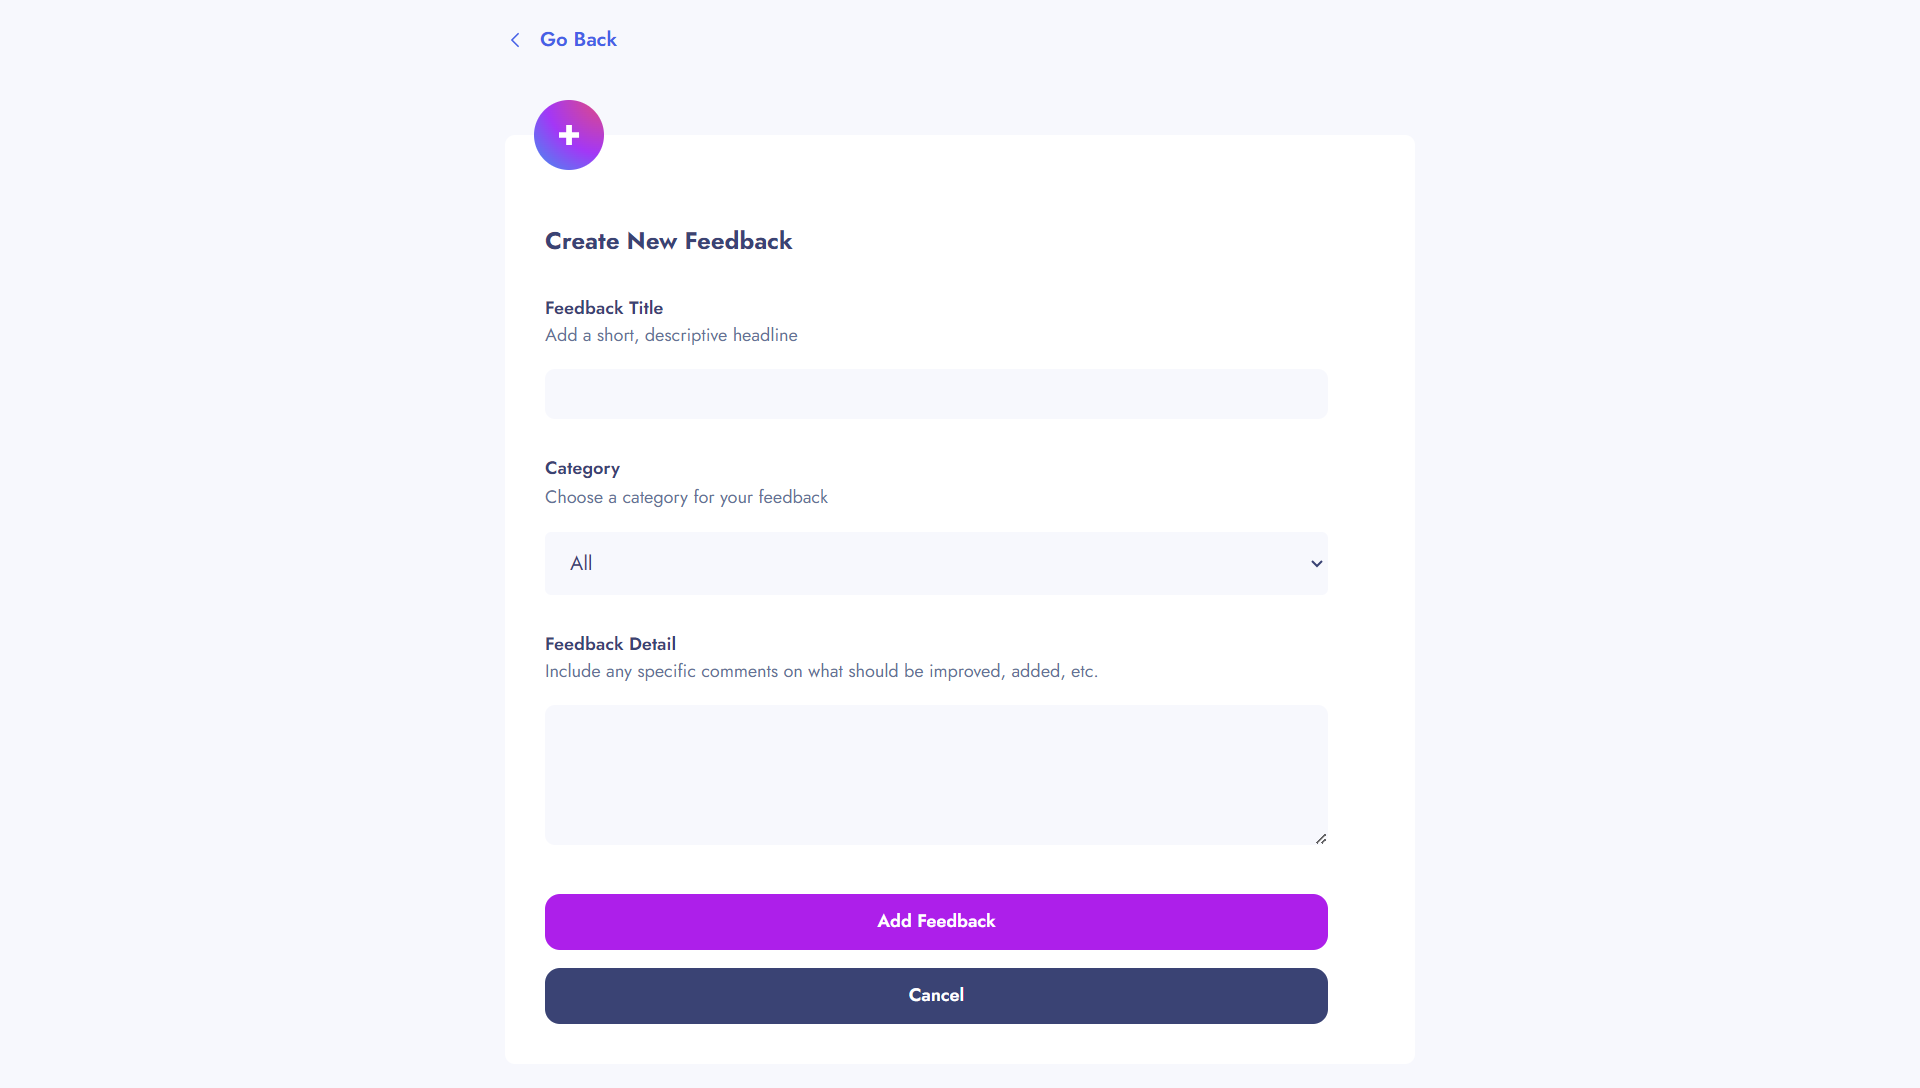 Go Back
Create New Feedback
Feedback Title
Add a short, descriptive headline
Category
Choose a category for your feedback
All
Feedback Detail
Include any specific comments on what should be improved, added, etc.
Add Feedback
Cancel